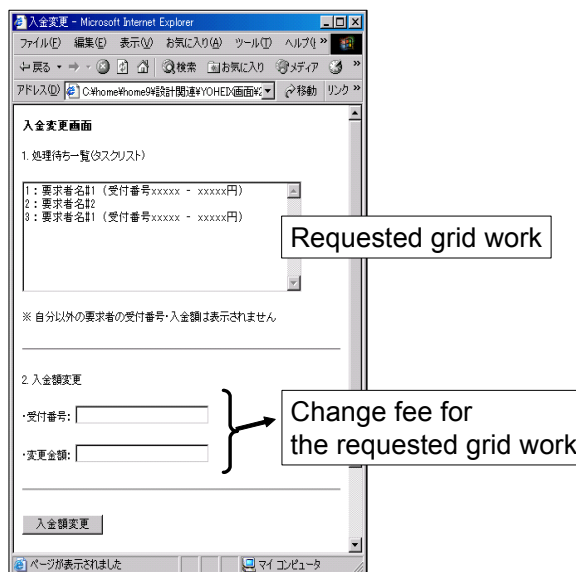 入金変更 - Microsoft Internet Explorer
ファイル(F) 編集(E) 表示(V) お気に入り(A) ツール(T) ヘルプ(
戻る 検索 お気に入り メディア
アドレス(D) C:¥home¥home9¥設計関連¥YOHEI 移動 リンク
入金変更画面
1. 処理待ち一覧(タスクリスト)
1:要求者名#1 (受付番号xxxxx - xxxxx円)
2:要求者名#2
3:要求者名#1 (受付番号xxxxx - xxxxx円)
Requested grid work
※ 自分以外の要求者の受付番号・入金額は表示されません
2. 入金額変更
・受付番号:
・変更金額:
Change fee for
the requested grid work
入金額変更
ページが表示されました マイ コンピュータ